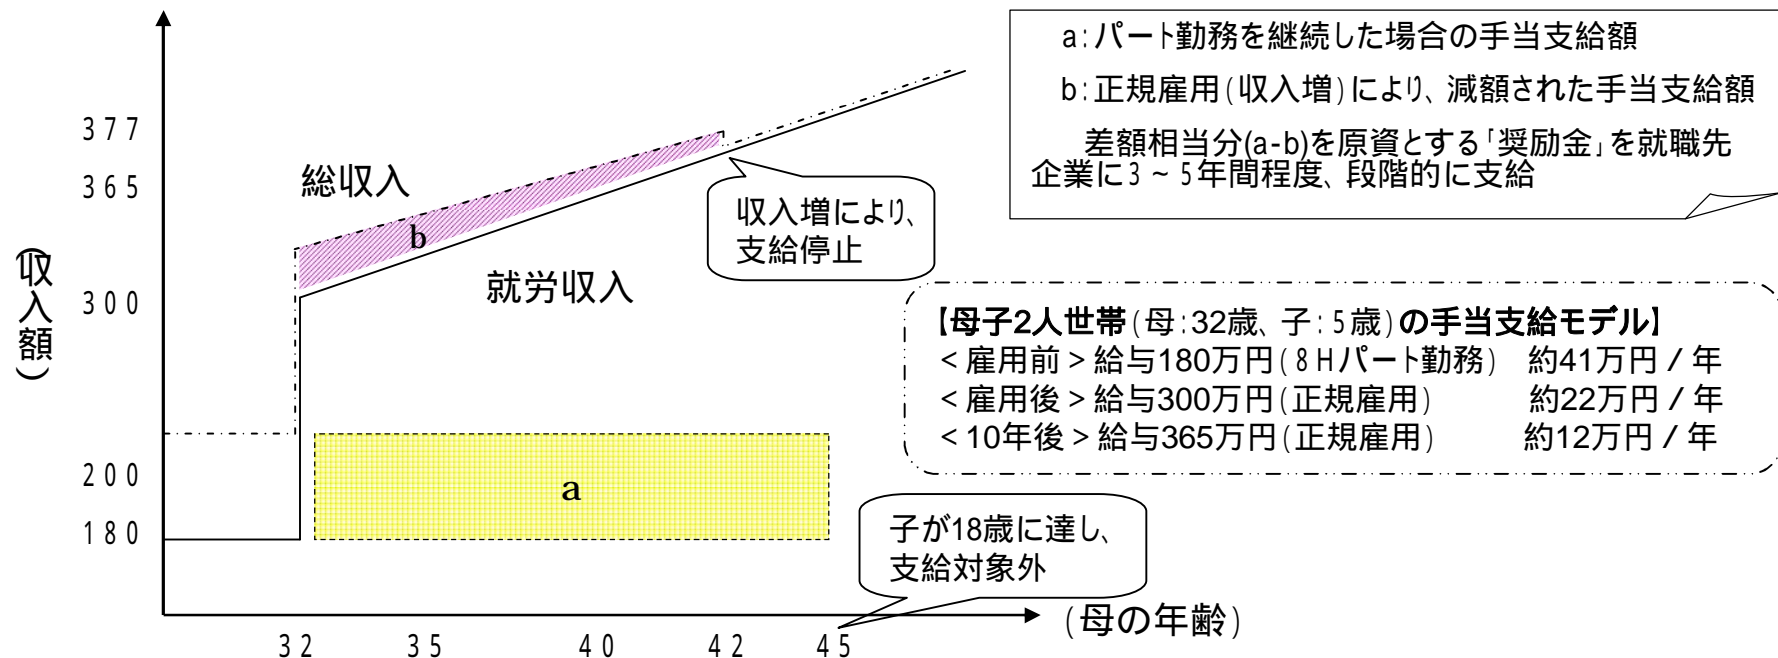 a:パート勤務を継続した場合の手当支給額
b:正規雇用(収入増)により、減額された手当支給額
差額相当分(a-b)を原資とする「奨励金」を就職先
企業に3~5年間程度、段階的に支給
377
365
300
200
180
(収入額)
総収入
b
就労収入
収入増により、
支給停止
【母子2人世帯(母:32歳、子:5歳)の手当支給モデル】
<雇用前>給与180万円(8Hパート勤務) 約41万円/年
<雇用後>給与300万円(正規雇用) 約22万円/年
<10年後>給与365万円(正規雇用) 約12万円/年
a
子が18歳に達し、
支給対象外
(母の年齢)
32 35 40 42 45